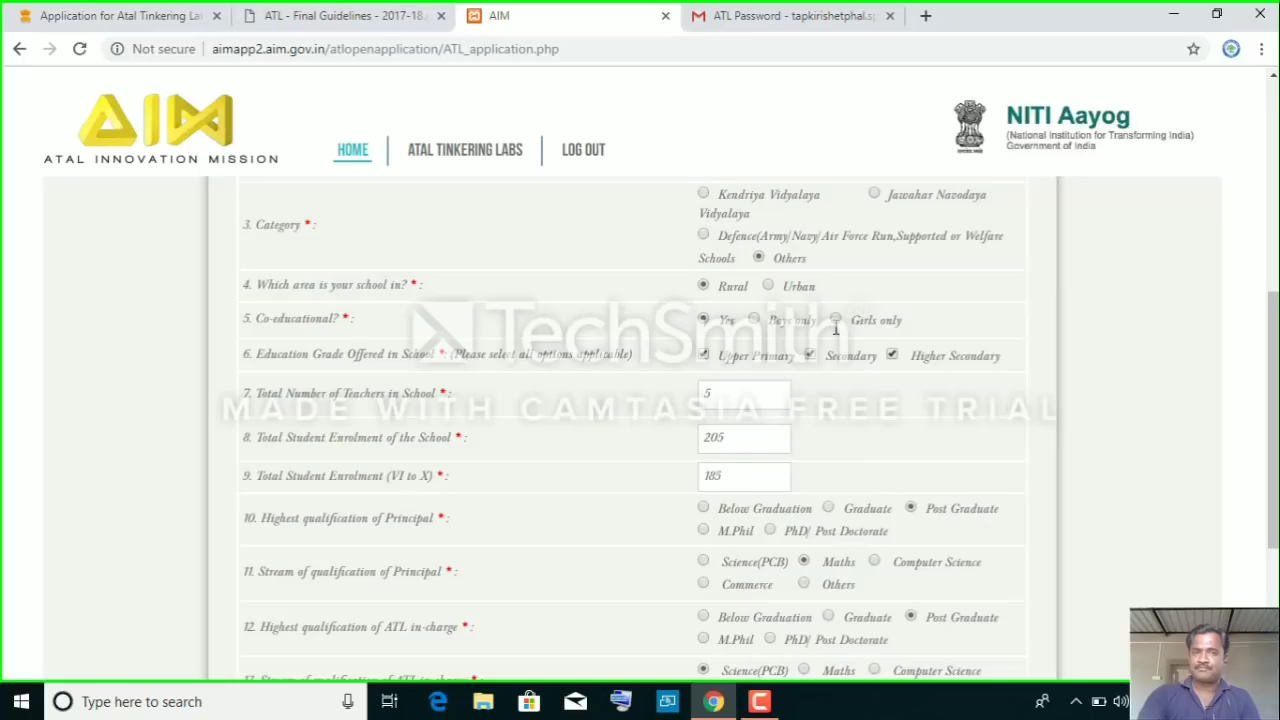 Application for Atal Tinkering Lat
ATL - Final Guidelines - 2017-18.
AIM
ATL Password - tapkirishetphal.s
Not secure
aimapp2.aim.gov.in/atlopenapplication/ATL_application.php
AIM
ATAL INNOVATION MISSION
HOME
ATAL TINKERING LABS
LOG OUT
NITI Aayog
(National Institution for Transforming India)
Government of India
3. Category * :
Kendriya Vidyalaya Jawahar Navodaya
Vidyalaya
Defence(Army/Navy/Air Force Run,Supported or Welfare
Schools Others
4. Which area is your school in? * :
Rural Urban
5. Co-educational? * :
Yes Boys only Girls only
6. Education Grade Offered in School * : (Please select all options applicable)
Upper Primary Secondary Higher Secondary
TechSmith
7. Total Number of Teachers in School * :
5
MADE WITH CAMTASIA FREE TRIAL
8. Total Student Enrolment of the School * :
205
9. Total Student Enrolment (VI to X) * :
185
10. Highest qualification of Principal * :
Below Graduation Graduate Post Graduate
M.Phil PhD/ Post Doctorate
11. Stream of qualification of Principal * :
Science(PCB) Maths Computer Science
Commerce Others
12. Highest qualification of ATL in-charge * :
Below Graduation Graduate Post Graduate
M.Phil PhD/ Post Doctorate
Science(PCB) Maths Computer Science
Type here to search